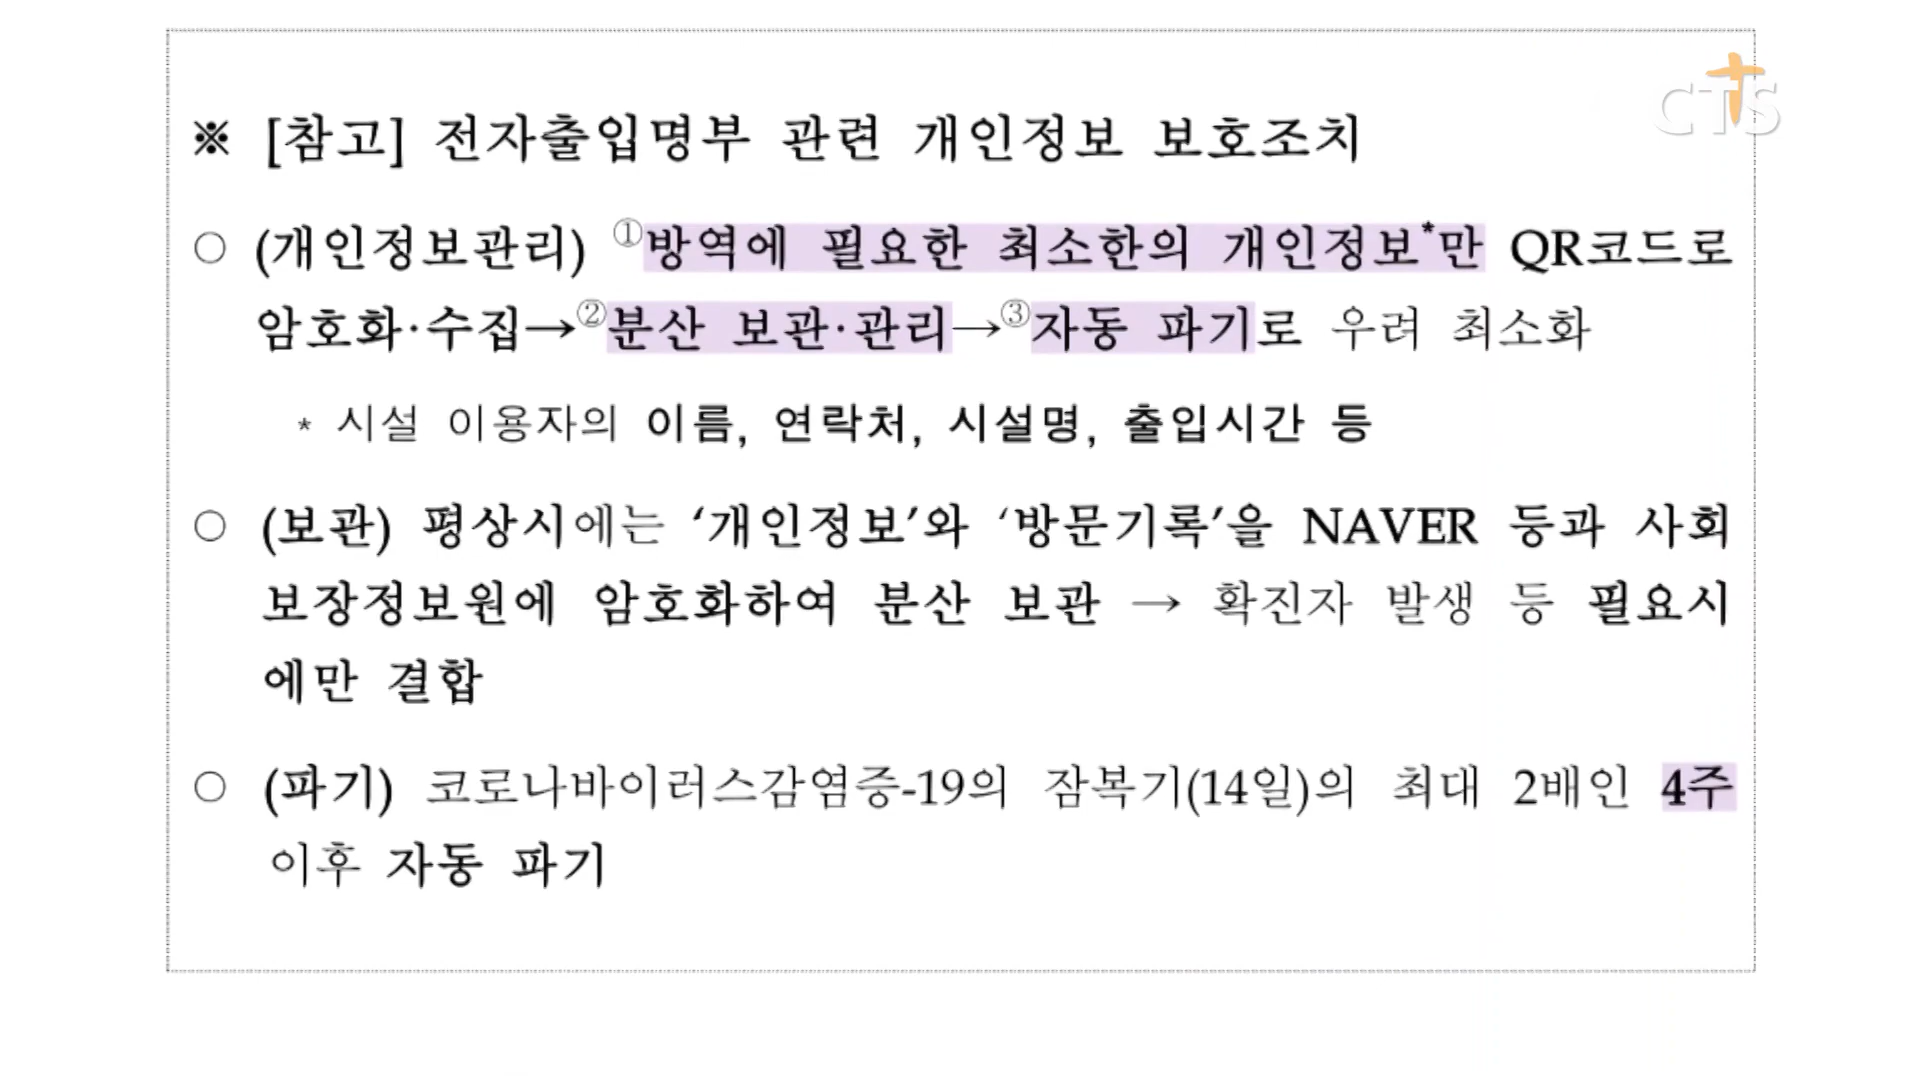 CTS
※ [참고] 전자출입명부 관련 개인정보 보호조치
○ (개인정보관리) ①방역에 필요한 최소한의 개인정보*만 QR코드로
암호화·수집→②분산 보관·관리→③자동 파기로 우려 최소화
* 시설 이용자의 이름, 연락처, 시설명, 출입시간 등
○ (보관) 평상시에는 ‘개인정보’와 ‘방문기록’을 NAVER 등과 사회
보장정보원에 암호화하여 분산 보관 → 확진자 발생 등 필요시
에만 결합
○ (파기) 코로나바이러스감염증-19의 잠복기(14일)의 최대 2배인 4주
이후 자동 파기